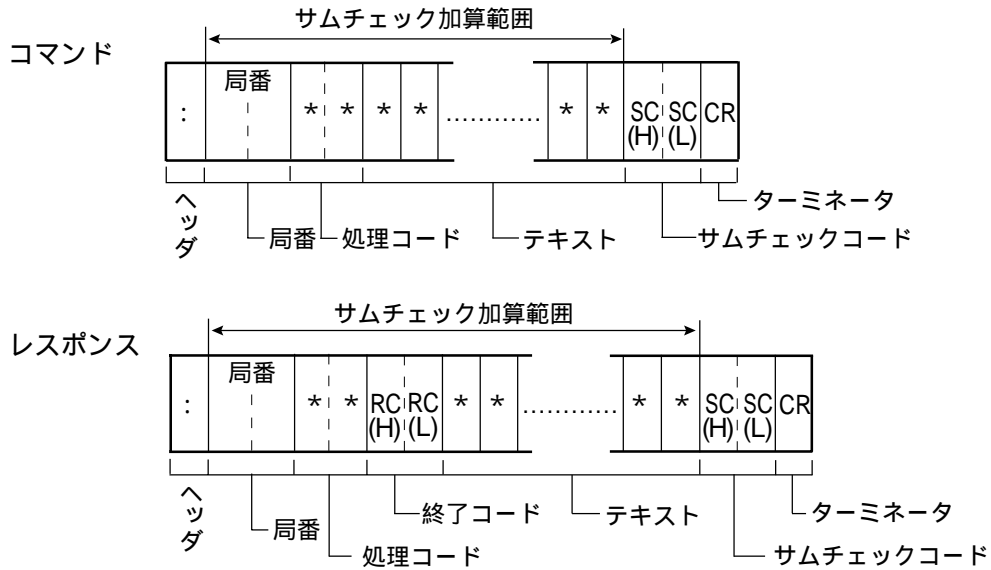 サムチェック加算範囲
コマンド
局番
: * * * * ............ * * SC(H) SC(L) CR
ヘッダ
局番
処理コード
テキスト
サムチェックコード
ターミネータ
サムチェック加算範囲
レスポンス
局番
: * * RC(H) RC(L) * * ............ * * SC(H) SC(L) CR
ヘッダ
局番
処理コード
終了コード
テキスト
サムチェックコード
ターミネータ